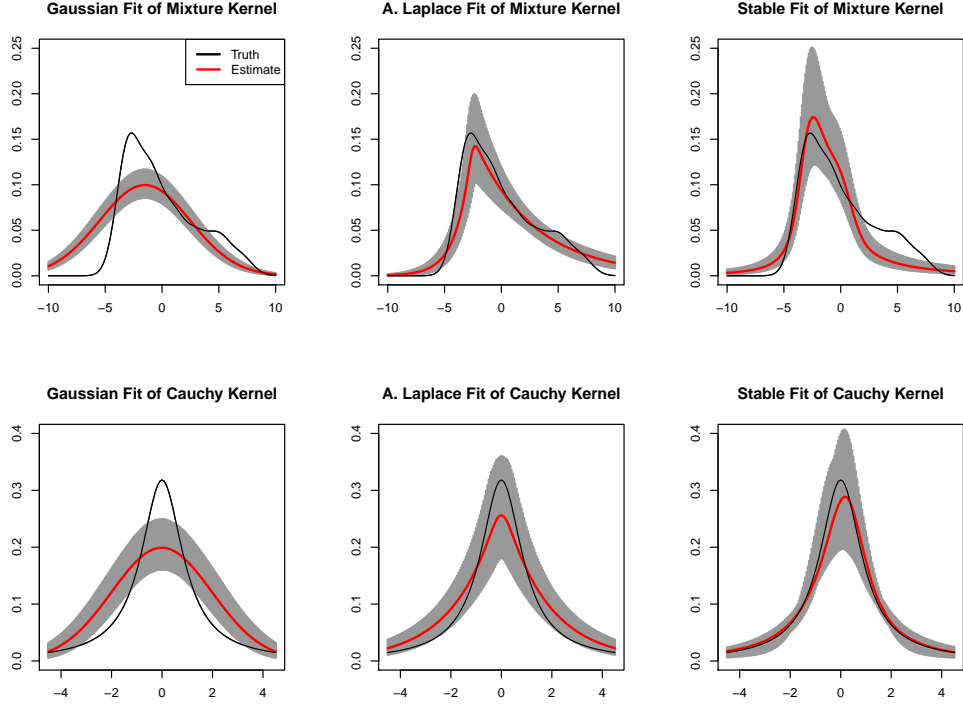 Gaussian Fit of Mixture Kernel
A. Laplace Fit of Mixture Kernel
Stable Fit of Mixture Kernel
0.25
0.20
0.15
0.10
0.05
0.00
Truth
Estimate
−10 −5 0 5 10
0.25
0.20
0.15
0.10
0.05
0.00
−10 −5 0 5 10
0.25
0.20
0.15
0.10
0.05
0.00
−10 −5 0 5 10
Gaussian Fit of Cauchy Kernel
A. Laplace Fit of Cauchy Kernel
Stable Fit of Cauchy Kernel
0.4
0.3
0.2
0.1
0.0
−4 −2 0 2 4
0.4
0.3
0.2
0.1
0.0
−4 −2 0 2 4
0.4
0.3
0.2
0.1
0.0
−4 −2 0 2 4